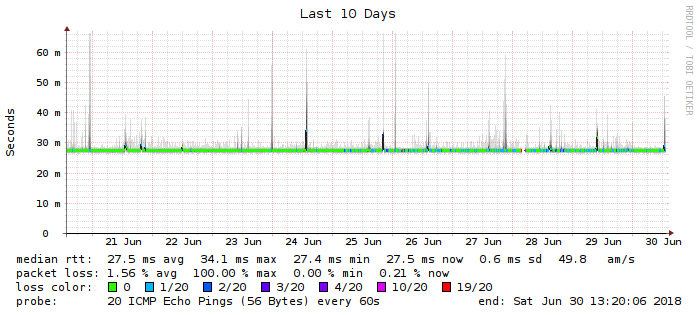 Last 10 Days
RRDTOOL / TOBI OETIKER
Seconds
60 m
50 m
40 m
30 m
20 m
10 m
0
21 Jun 22 Jun 23 Jun 24 Jun 25 Jun 26 Jun 27 Jun 28 Jun 29 Jun 30 Jun
median rtt: 27.5 ms avg 34.1 ms max 27.4 ms min 27.5 ms now 0.6 ms sd 49.8 am/s
packet loss: 1.56 % avg 100.00 % max 0.00 % min 0.21 % now
loss color: 0 1/20 2/20 3/20 4/20 10/20 19/20
probe: 20 ICMP Echo Pings (56 Bytes) every 60s end: Sat Jun 30 13:20:06 2018